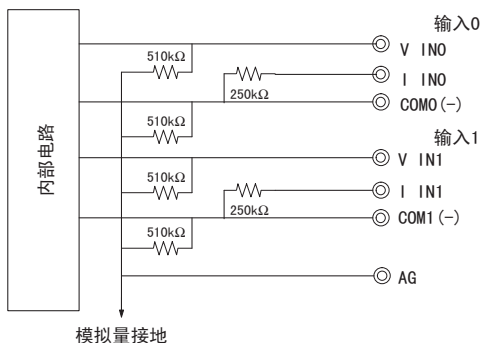 输入0
510kΩ
V IN0
I IN0
250kΩ
COM0(-)
510kΩ
输入1
内部电路
V IN1
510kΩ
I IN1
250kΩ
COM1(-)
510kΩ
AG
模拟量接地